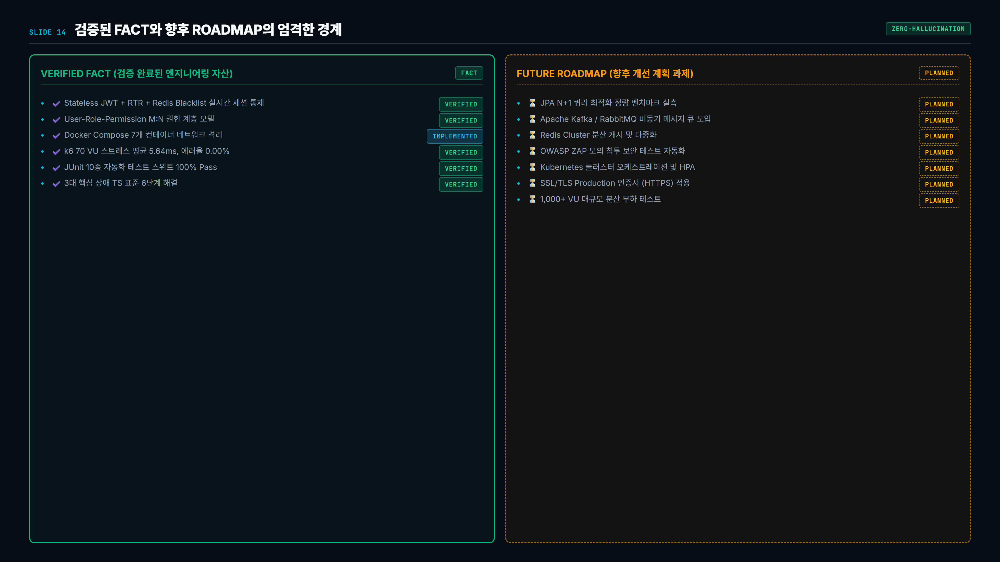 SLIDE 14 검증된 FACT와 향후 ROADMAP의 엄격한 경계
ZERO-HALLUCINATION
VERIFIED FACT (검증 완료된 엔지니어링 자산)
FACT
• ✔ Stateless JWT + RTR + Redis Blacklist 실시간 세션 통제 VERIFIED
• ✔ User-Role-Permission M:N 권한 계층 모델 VERIFIED
• ✔ Docker Compose 7개 컨테이너 네트워크 격리 IMPLEMENTED
• ✔ k6 70 VU 스트레스 평균 5.64ms, 에러율 0.00% VERIFIED
• ✔ JUnit 10종 자동화 테스트 스위트 100% Pass VERIFIED
• ✔ 3대 핵심 장애 TS 표준 6단계 해결 VERIFIED
FUTURE ROADMAP (향후 개선 계획 과제)
PLANNED
• ⏳ JPA N+1 쿼리 최적화 정량 벤치마크 실측 PLANNED
• ⏳ Apache Kafka / RabbitMQ 비동기 메시지 큐 도입 PLANNED
• ⏳ Redis Cluster 분산 캐시 및 다중화 PLANNED
• ⏳ OWASP ZAP 모의 침투 보안 테스트 자동화 PLANNED
• ⏳ Kubernetes 클러스터 오케스트레이션 및 HPA PLANNED
• ⏳ SSL/TLS Production 인증서 (HTTPS) 적용 PLANNED
• ⏳ 1,000+ VU 대규모 분산 부하 테스트 PLANNED